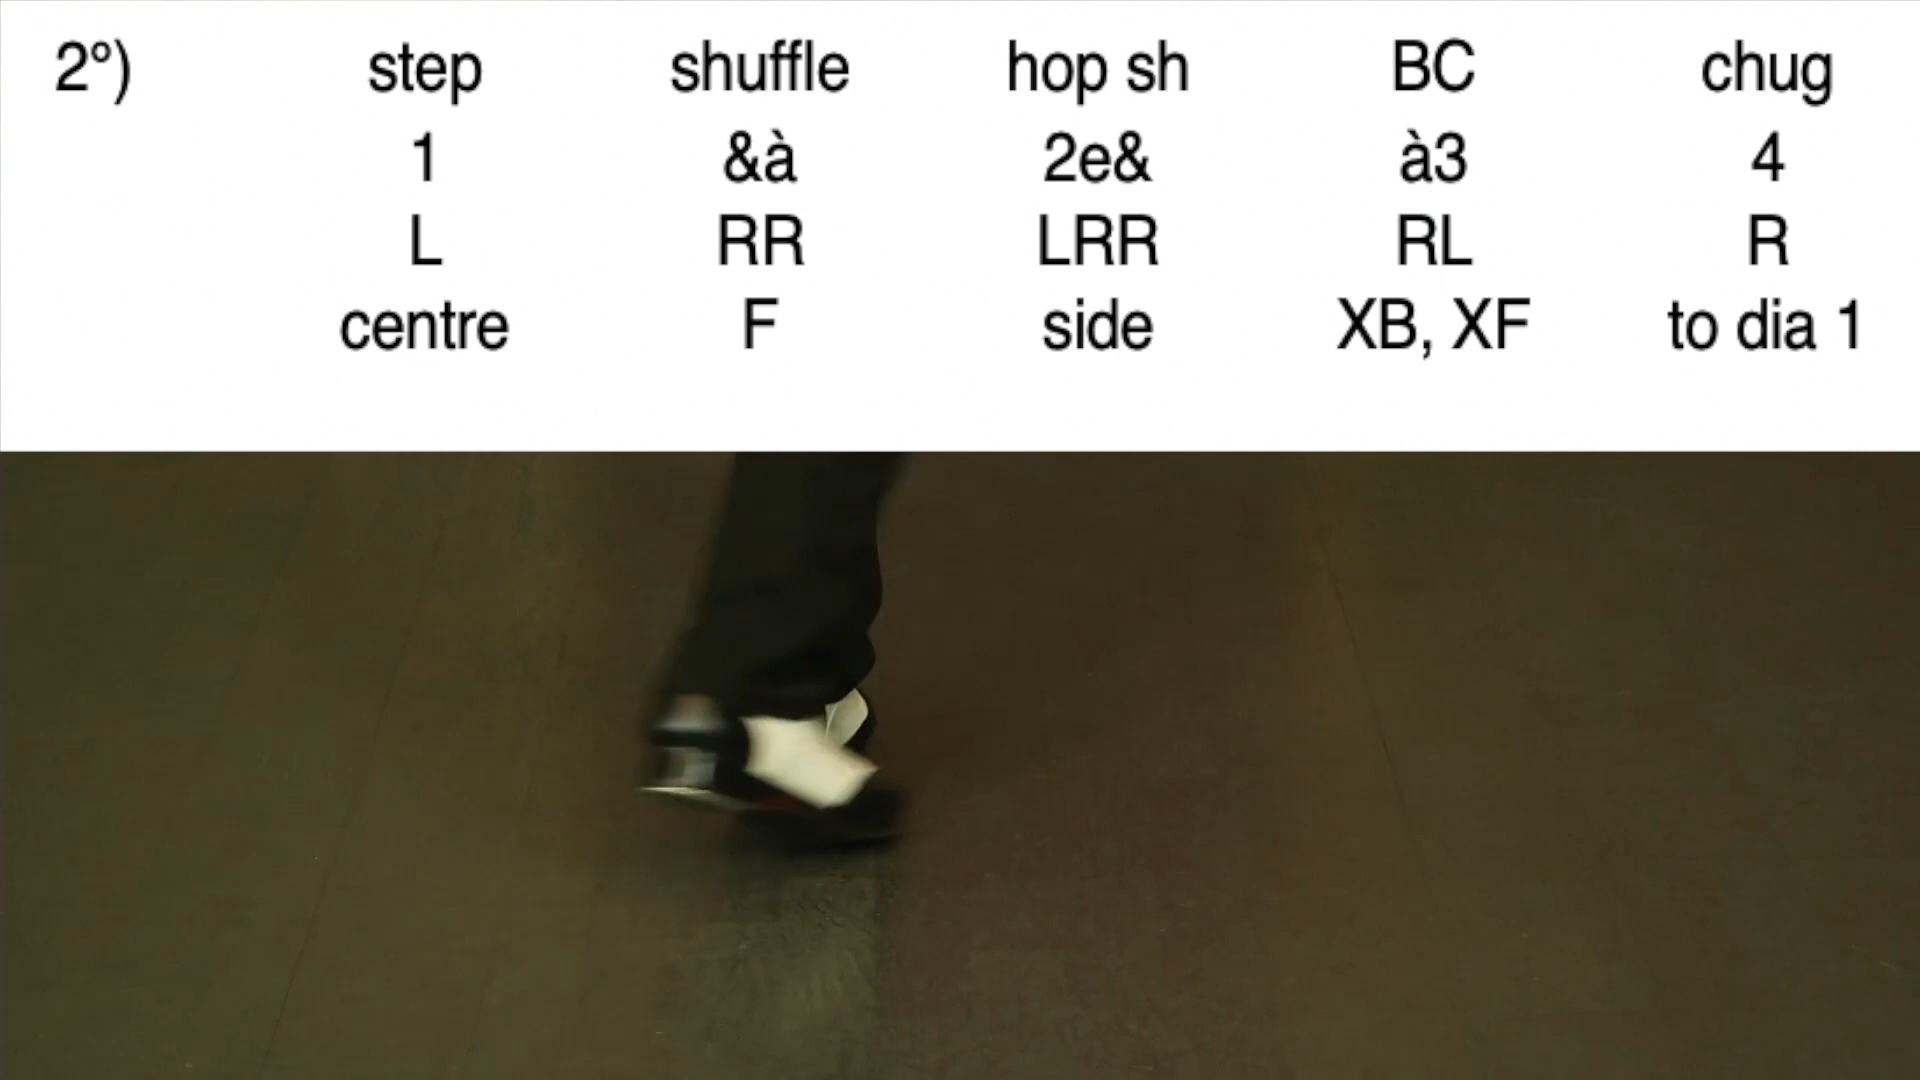 2°) step shuffle hop sh BC chug
1 &à 2e& à3 4
L RR LRR RL R
centre F side XB, XF to dia 1